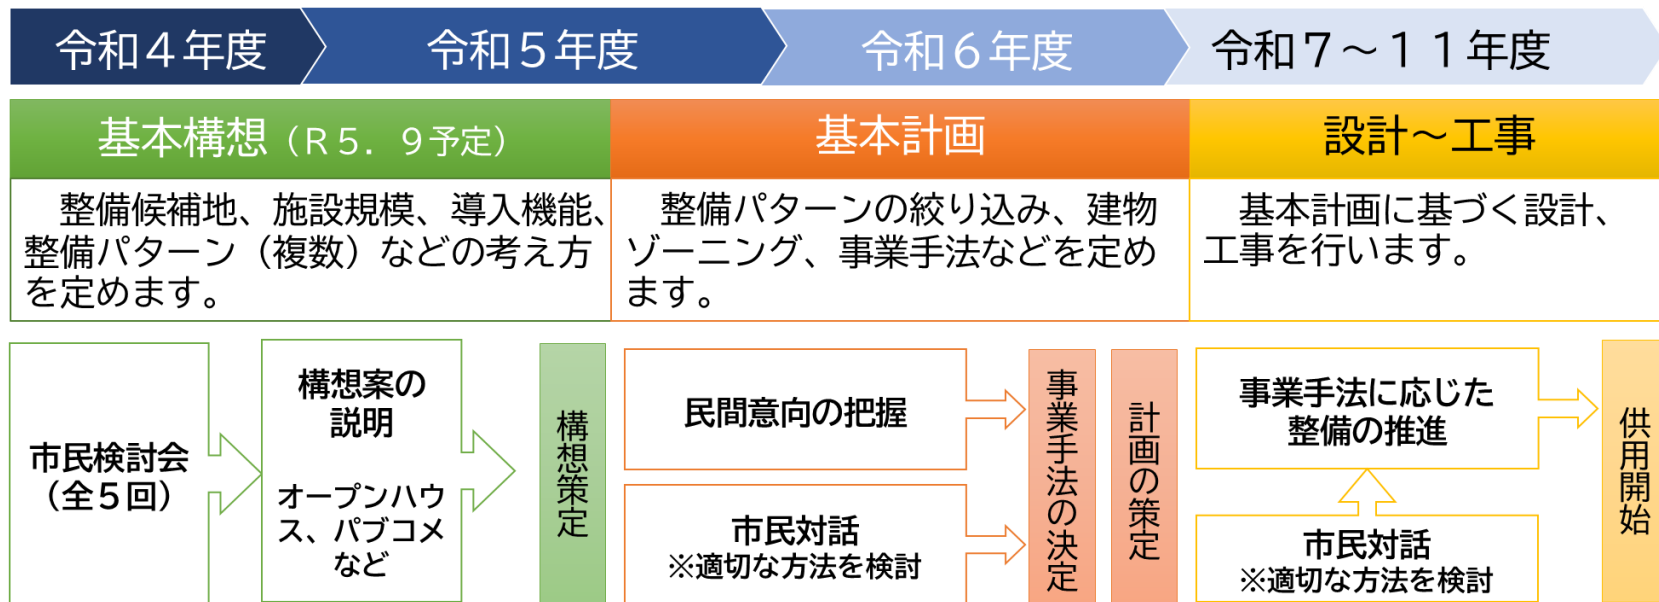 令和４年度
令和５年度
令和６年度
令和７～１１年度
基本構想（Ｒ５．９予定）
整備候補地、施設規模、導入機能、
整備パターン（複数）などの考え方
を定めます。
基本計画
整備パターンの絞り込み、建物
ゾーニング、事業手法などを定め
ます。
設計～工事
基本計画に基づく設計、
工事を行います。
市民検討会
（全５回）
構想案の
説明
オープンハウ
ス、パブコメ
など
構想策定
民間意向の把握
市民対話
※適切な方法を検討
事業手法の決定
計画の策定
事業手法に応じた
整備の推進
市民対話
※適切な方法を検討
供用開始